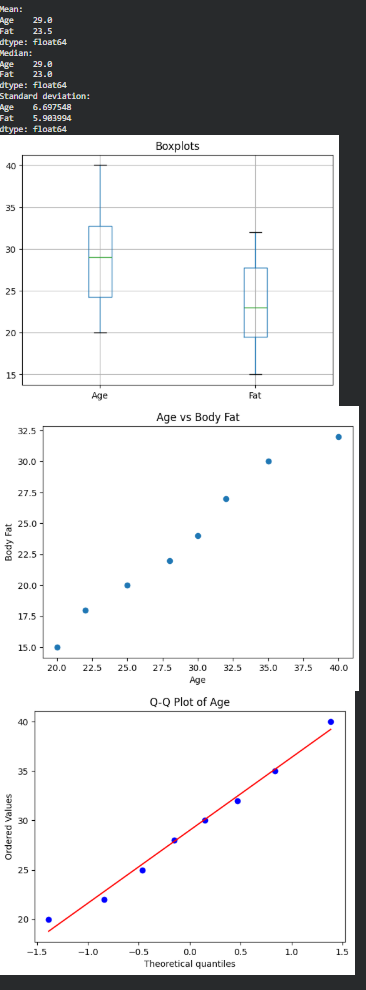 Mean:
Age    29.0
Fat    23.5
dtype: float64
Median:
Age    29.0
Fat    23.0
dtype: float64
Standard deviation:
Age    6.697548
Fat    5.903994
dtype: float64
Boxplots
40
35
30
25
20
15
Age Fat
Age vs Body Fat
32.5
30.0
27.5
25.0
22.5
20.0
17.5
15.0
Body Fat
20.0 22.5 25.0 27.5 30.0 32.5 35.0 37.5 40.0
Age
Q-Q Plot of Age
40
35
30
25
20
Ordered Values
−1.5 −1.0 −0.5 0.0 0.5 1.0 1.5
Theoretical quantiles